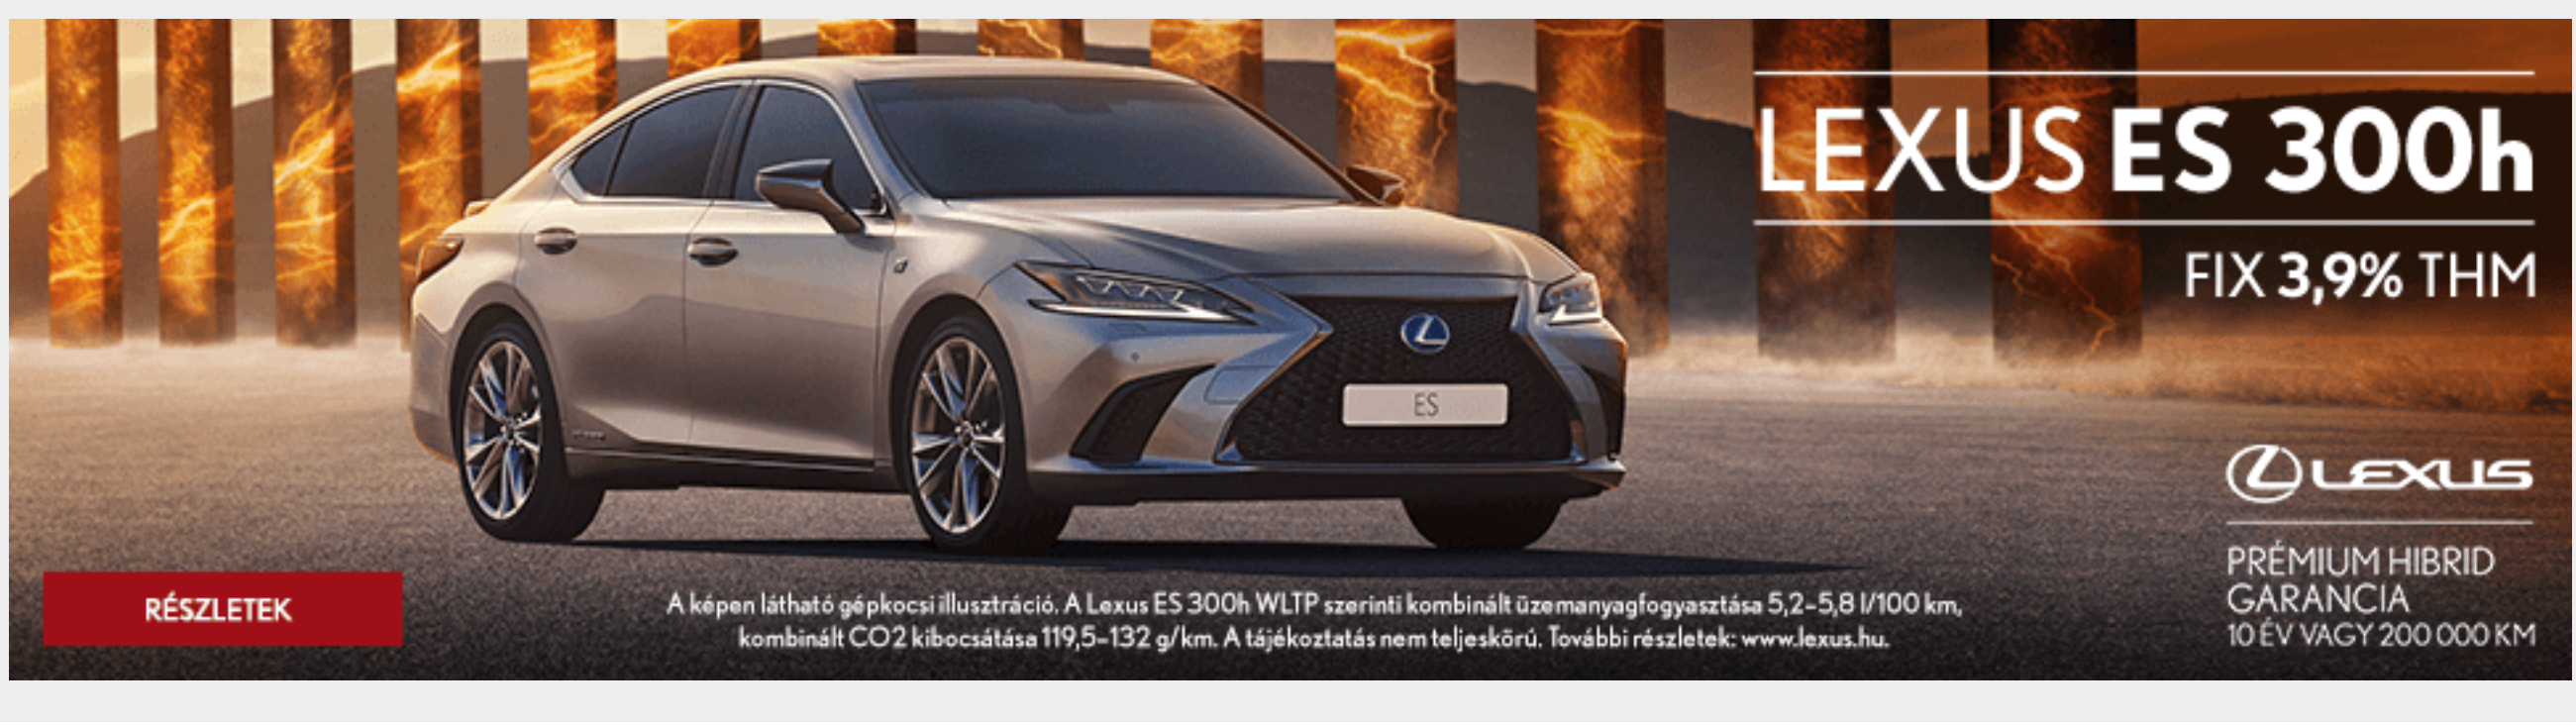 LEXUS ES 300h
FIX 3,9% THM
ES
LEXUS
PRÉMIUM HIBRID
GARANCIA
10 ÉV VAGY 200 000 KM
RÉSZLETEK
A képen látható gépkocsi illusztráció. A Lexus ES 300h WLTP szerinti kombinált üzemanyagfogyasztása 5,2–5,8 l/100 km,
kombinált CO2 kibocsátása 119,5–132 g/km. A tájékoztatás nem teljeskörű. További részletek: www.lexus.hu.